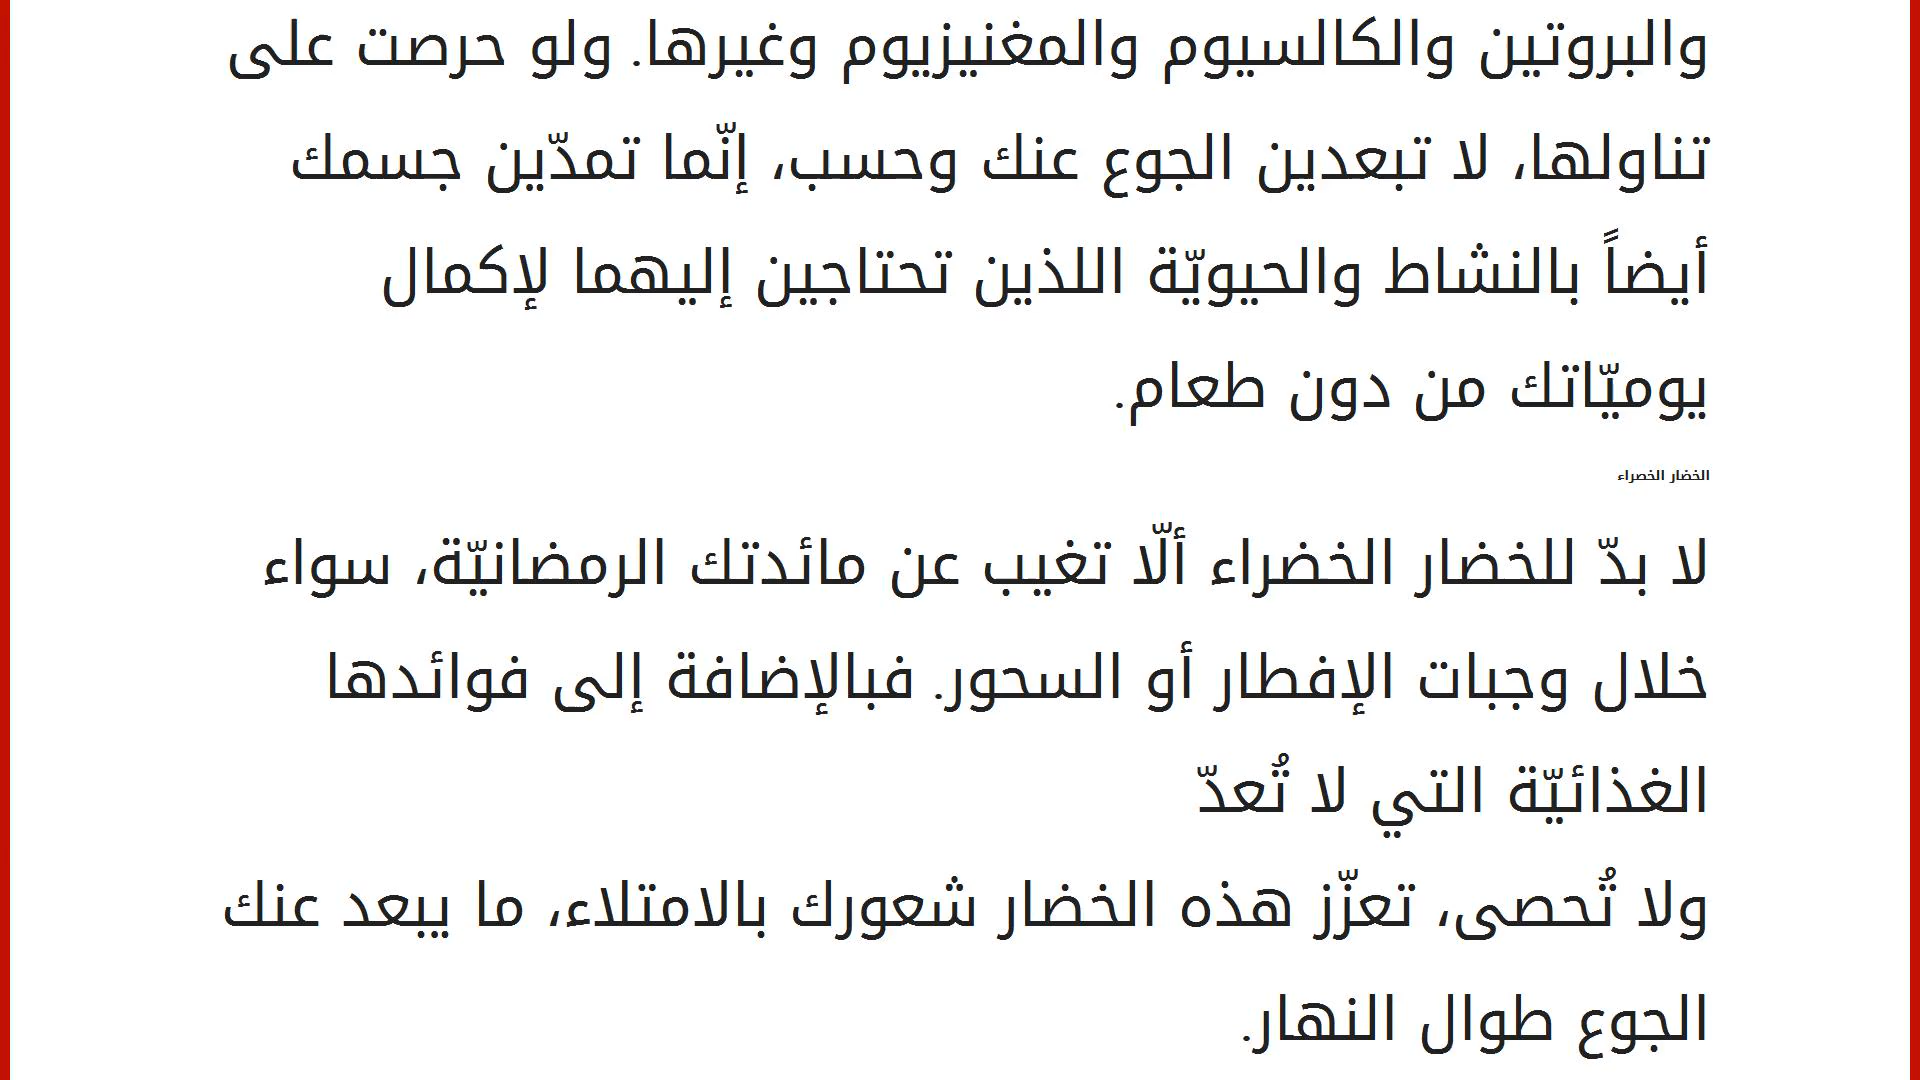 والبروتين والكالسيوم والمغنيزيوم وغيرها. ولو حرصت على
تناولها، لا تبعدين الجوع عنك وحسب، إنّما تمدّين جسمك
أيضاً بالنشاط والحيويّة اللذين تحتاجين إليهما لإكمال
يوميّاتك من دون طعام.
الخضار الخصراء
لا بدّ للخضار الخضراء ألّا تغيب عن مائدتك الرمضانيّة، سواء
خلال وجبات الإفطار أو السحور. فبالإضافة إلى فوائدها
الغذائيّة التي لا تُعدّ
ولا تُحصى، تعزّز هذه الخضار شعورك بالامتلاء، ما يبعد عنك
الجوع طوال النهار.